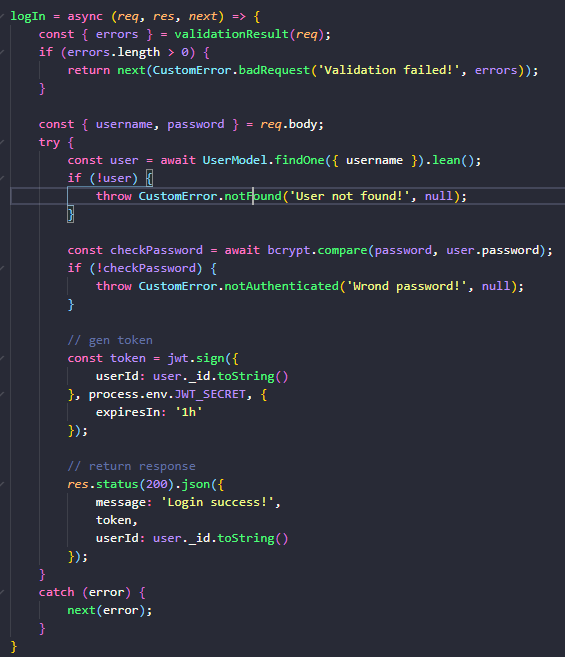 logIn = async (req, res, next) => {
    const { errors } = validationResult(req);
    if (errors.length > 0) {
        return next(CustomError.badRequest('Validation failed!', errors));
    }

    const { username, password } = req.body;
    try {
        const user = await UserModel.findOne({ username }).lean();
        if (!user) {
            throw CustomError.notFound('User not found!', null);
        }

        const checkPassword = await bcrypt.compare(password, user.password);
        if (!checkPassword) {
            throw CustomError.notAuthenticated('Wrond password!', null);
        }

        // gen token
        const token = jwt.sign({
            userId: user._id.toString()
        }, process.env.JWT_SECRET, {
            expiresIn: '1h'
        });

        // return response
        res.status(200).json({
            message: 'Login success!',
            token,
            userId: user._id.toString()
        });
    }
    catch (error) {
        next(error);
    }
}